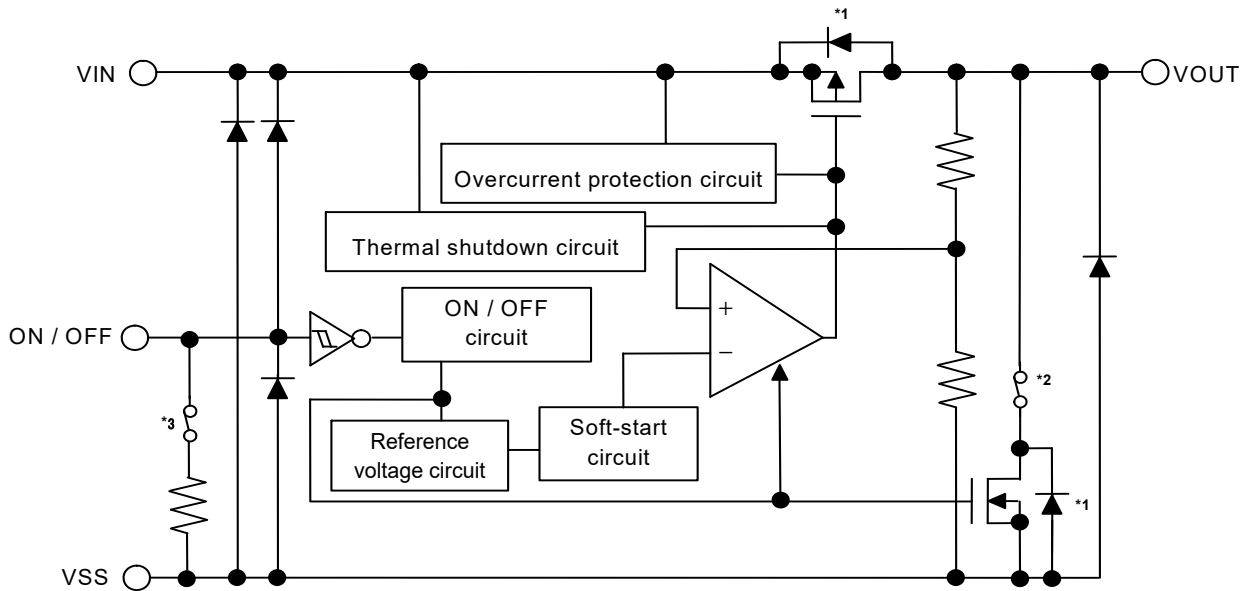 *1
VIN
VOUT
Overcurrent protection circuit
Thermal shutdown circuit
ON / OFF
ON / OFF
circuit
+
−
*2
*3
Reference
voltage circuit
Soft-start
circuit
*1
VSS